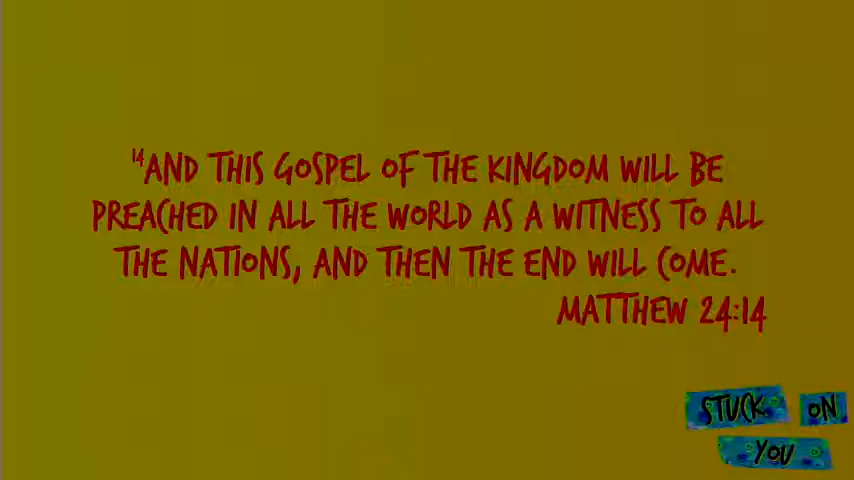 14AND THIS GOSPEL OF THE KINGDOM WILL BE
PREACHED IN ALL THE WORLD AS A WITNESS TO ALL
THE NATIONS, AND THEN THE END WILL COME.
MATTHEW 24:14
STUCK ON
YOU